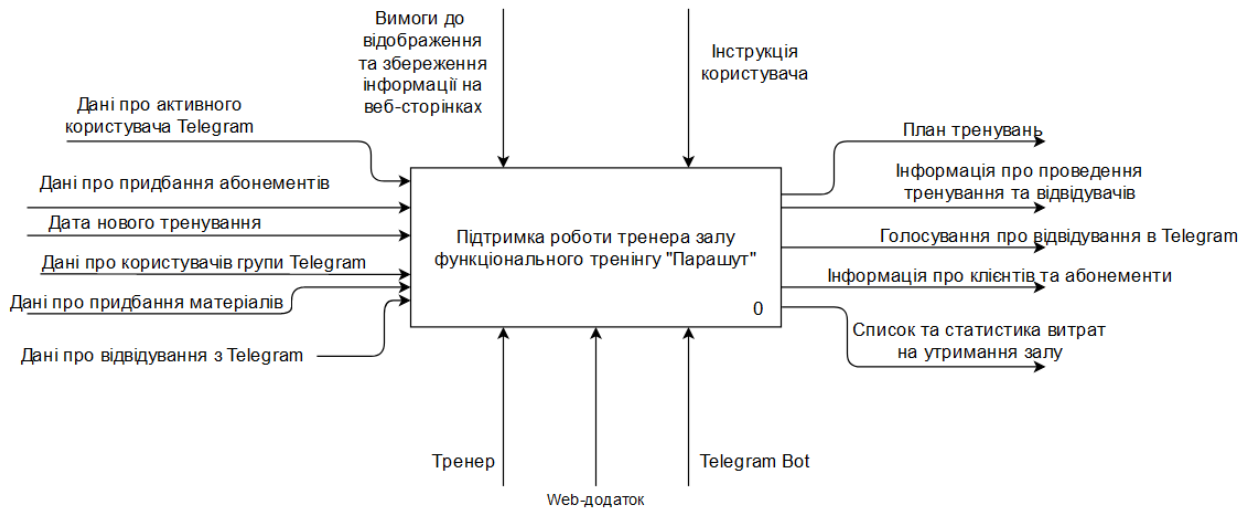 Вимоги до
відображення
та збереження
інформації на
веб-сторінках
Інструкція
користувача
Дані про активного
користувача Telegram
Дані про придбання абонементів
Дата нового тренування
Дані про користувачів групи Telegram
Дані про придбання матеріалів
Дані про відвідування з Telegram
Підтримка роботи тренера залу
функціонального тренінгу "Парашут"
0
План тренувань
Інформація про проведення
тренування та відвідувачів
Голосування про відвідування в Telegram
Інформація про клієнтів та абонементи
Список та статистика витрат
на утримання залу
Тренер
Web-додаток
Telegram Bot